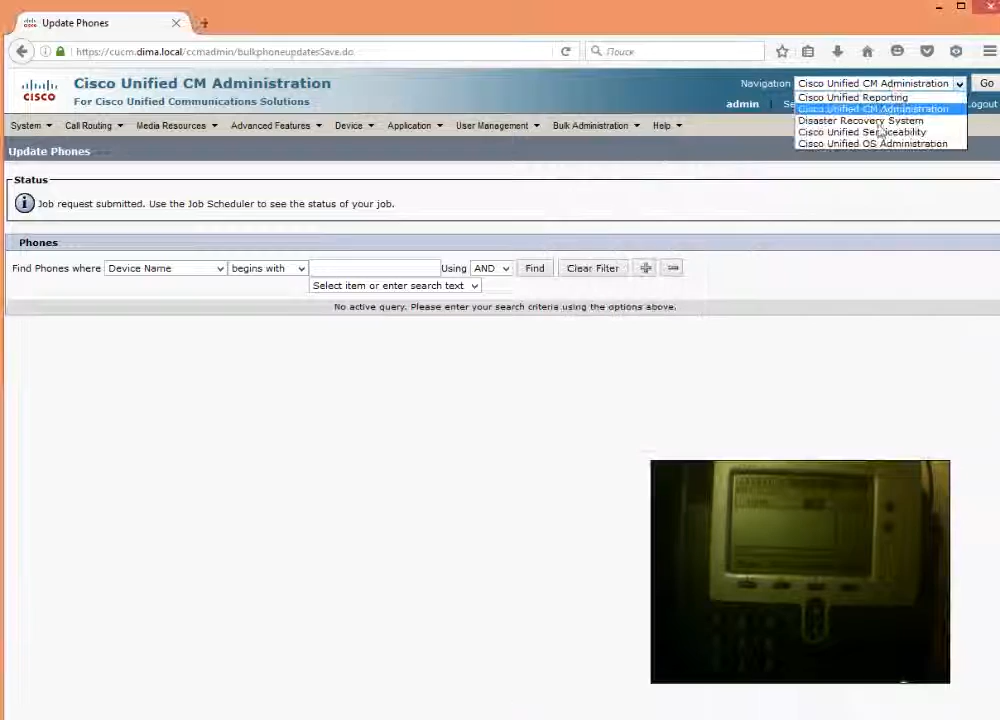 Update Phones
https://cucm.dima.local/ccmadmin/bulkphoneupdatesSave.do
Поиск
CISCO
Cisco Unified CM Administration
For Cisco Unified Communications Solutions
Navigation Cisco Unified CM Administration Go
Cisco Unified Reporting
Cisco Unified CM Administration
Disaster Recovery System
Cisco Unified Serviceability
Cisco Unified OS Administration
admin | Se
ogout
System Call Routing Media Resources Advanced Features Device Application User Management Bulk Administration Help
Update Phones
Status
Job request submitted. Use the Job Scheduler to see the status of your job.
Phones
Find Phones where Device Name begins with Using AND Find Clear Filter
Select item or enter search text
No active query. Please enter your search criteria using the options above.